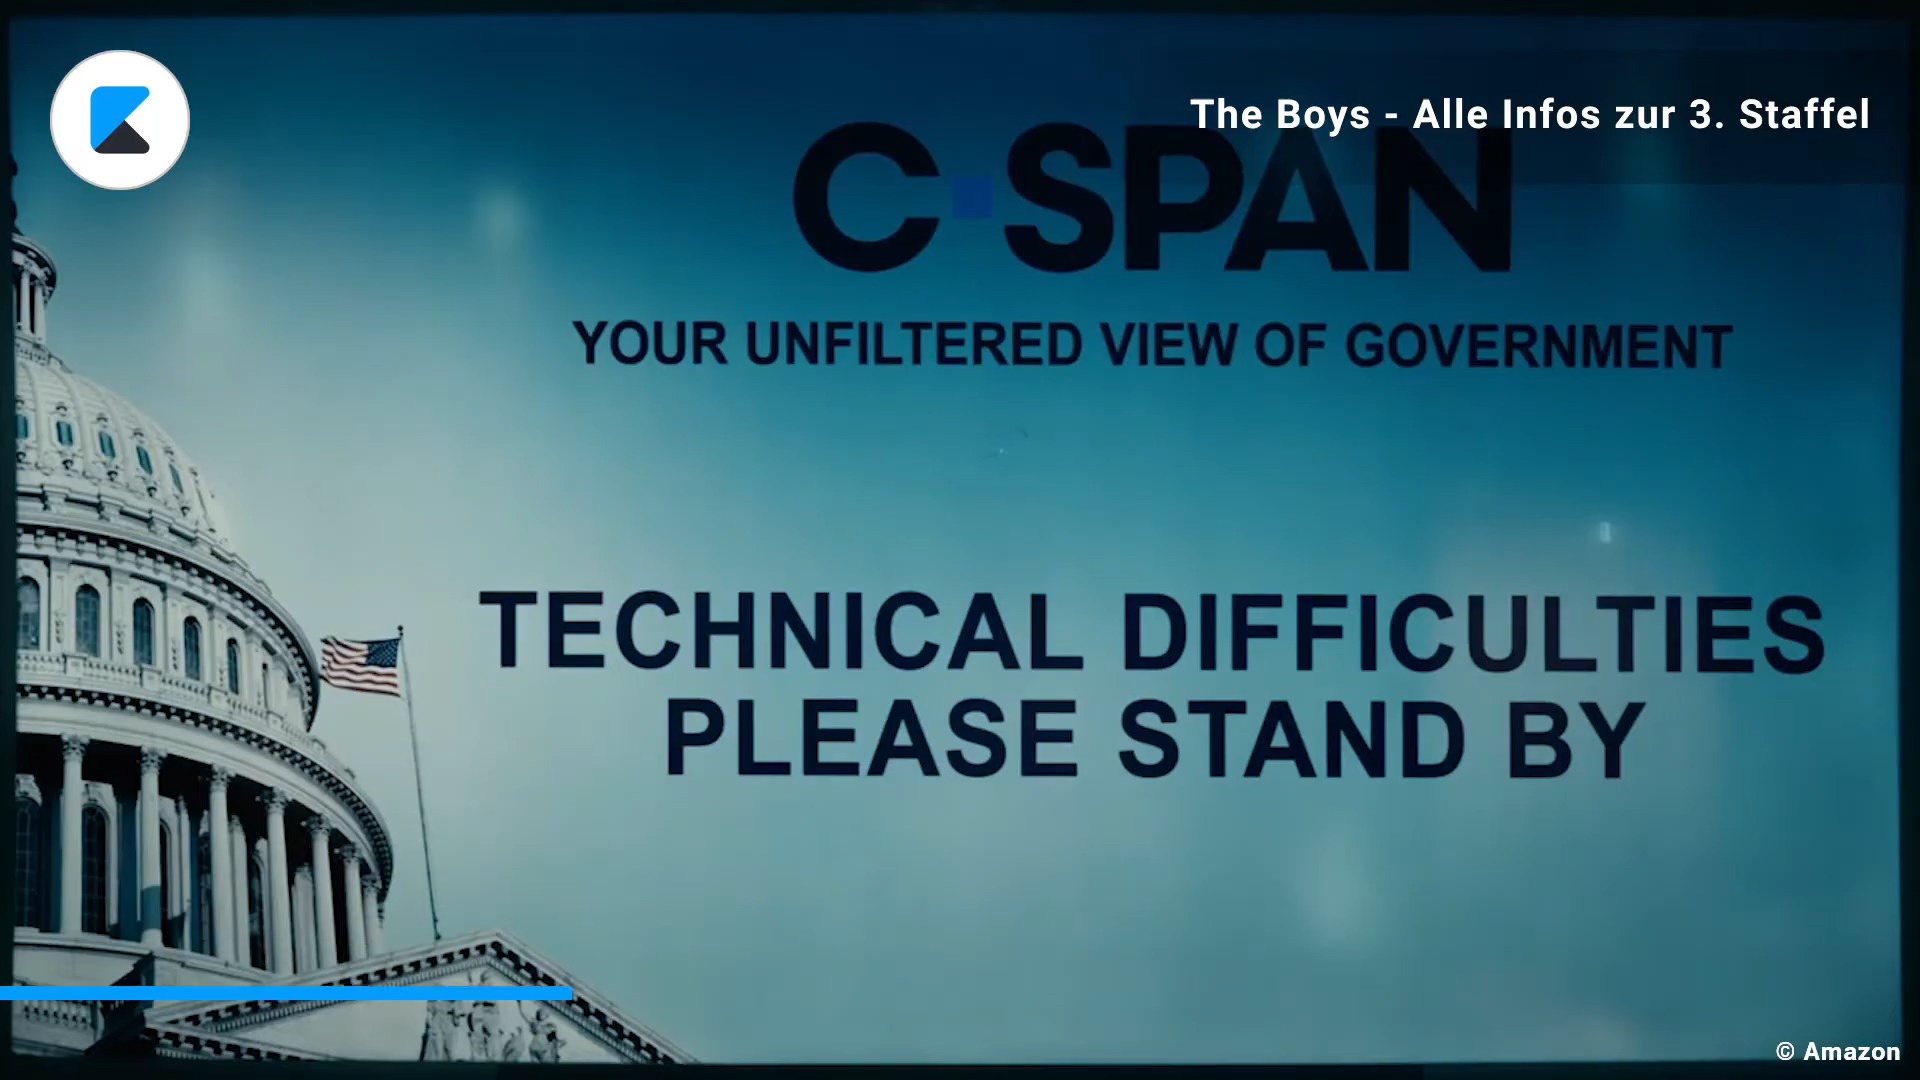 The Boys - Alle Infos zur 3. Staffel
C·SPAN
YOUR UNFILTERED VIEW OF GOVERNMENT
TECHNICAL DIFFICULTIES
PLEASE STAND BY
© Amazon